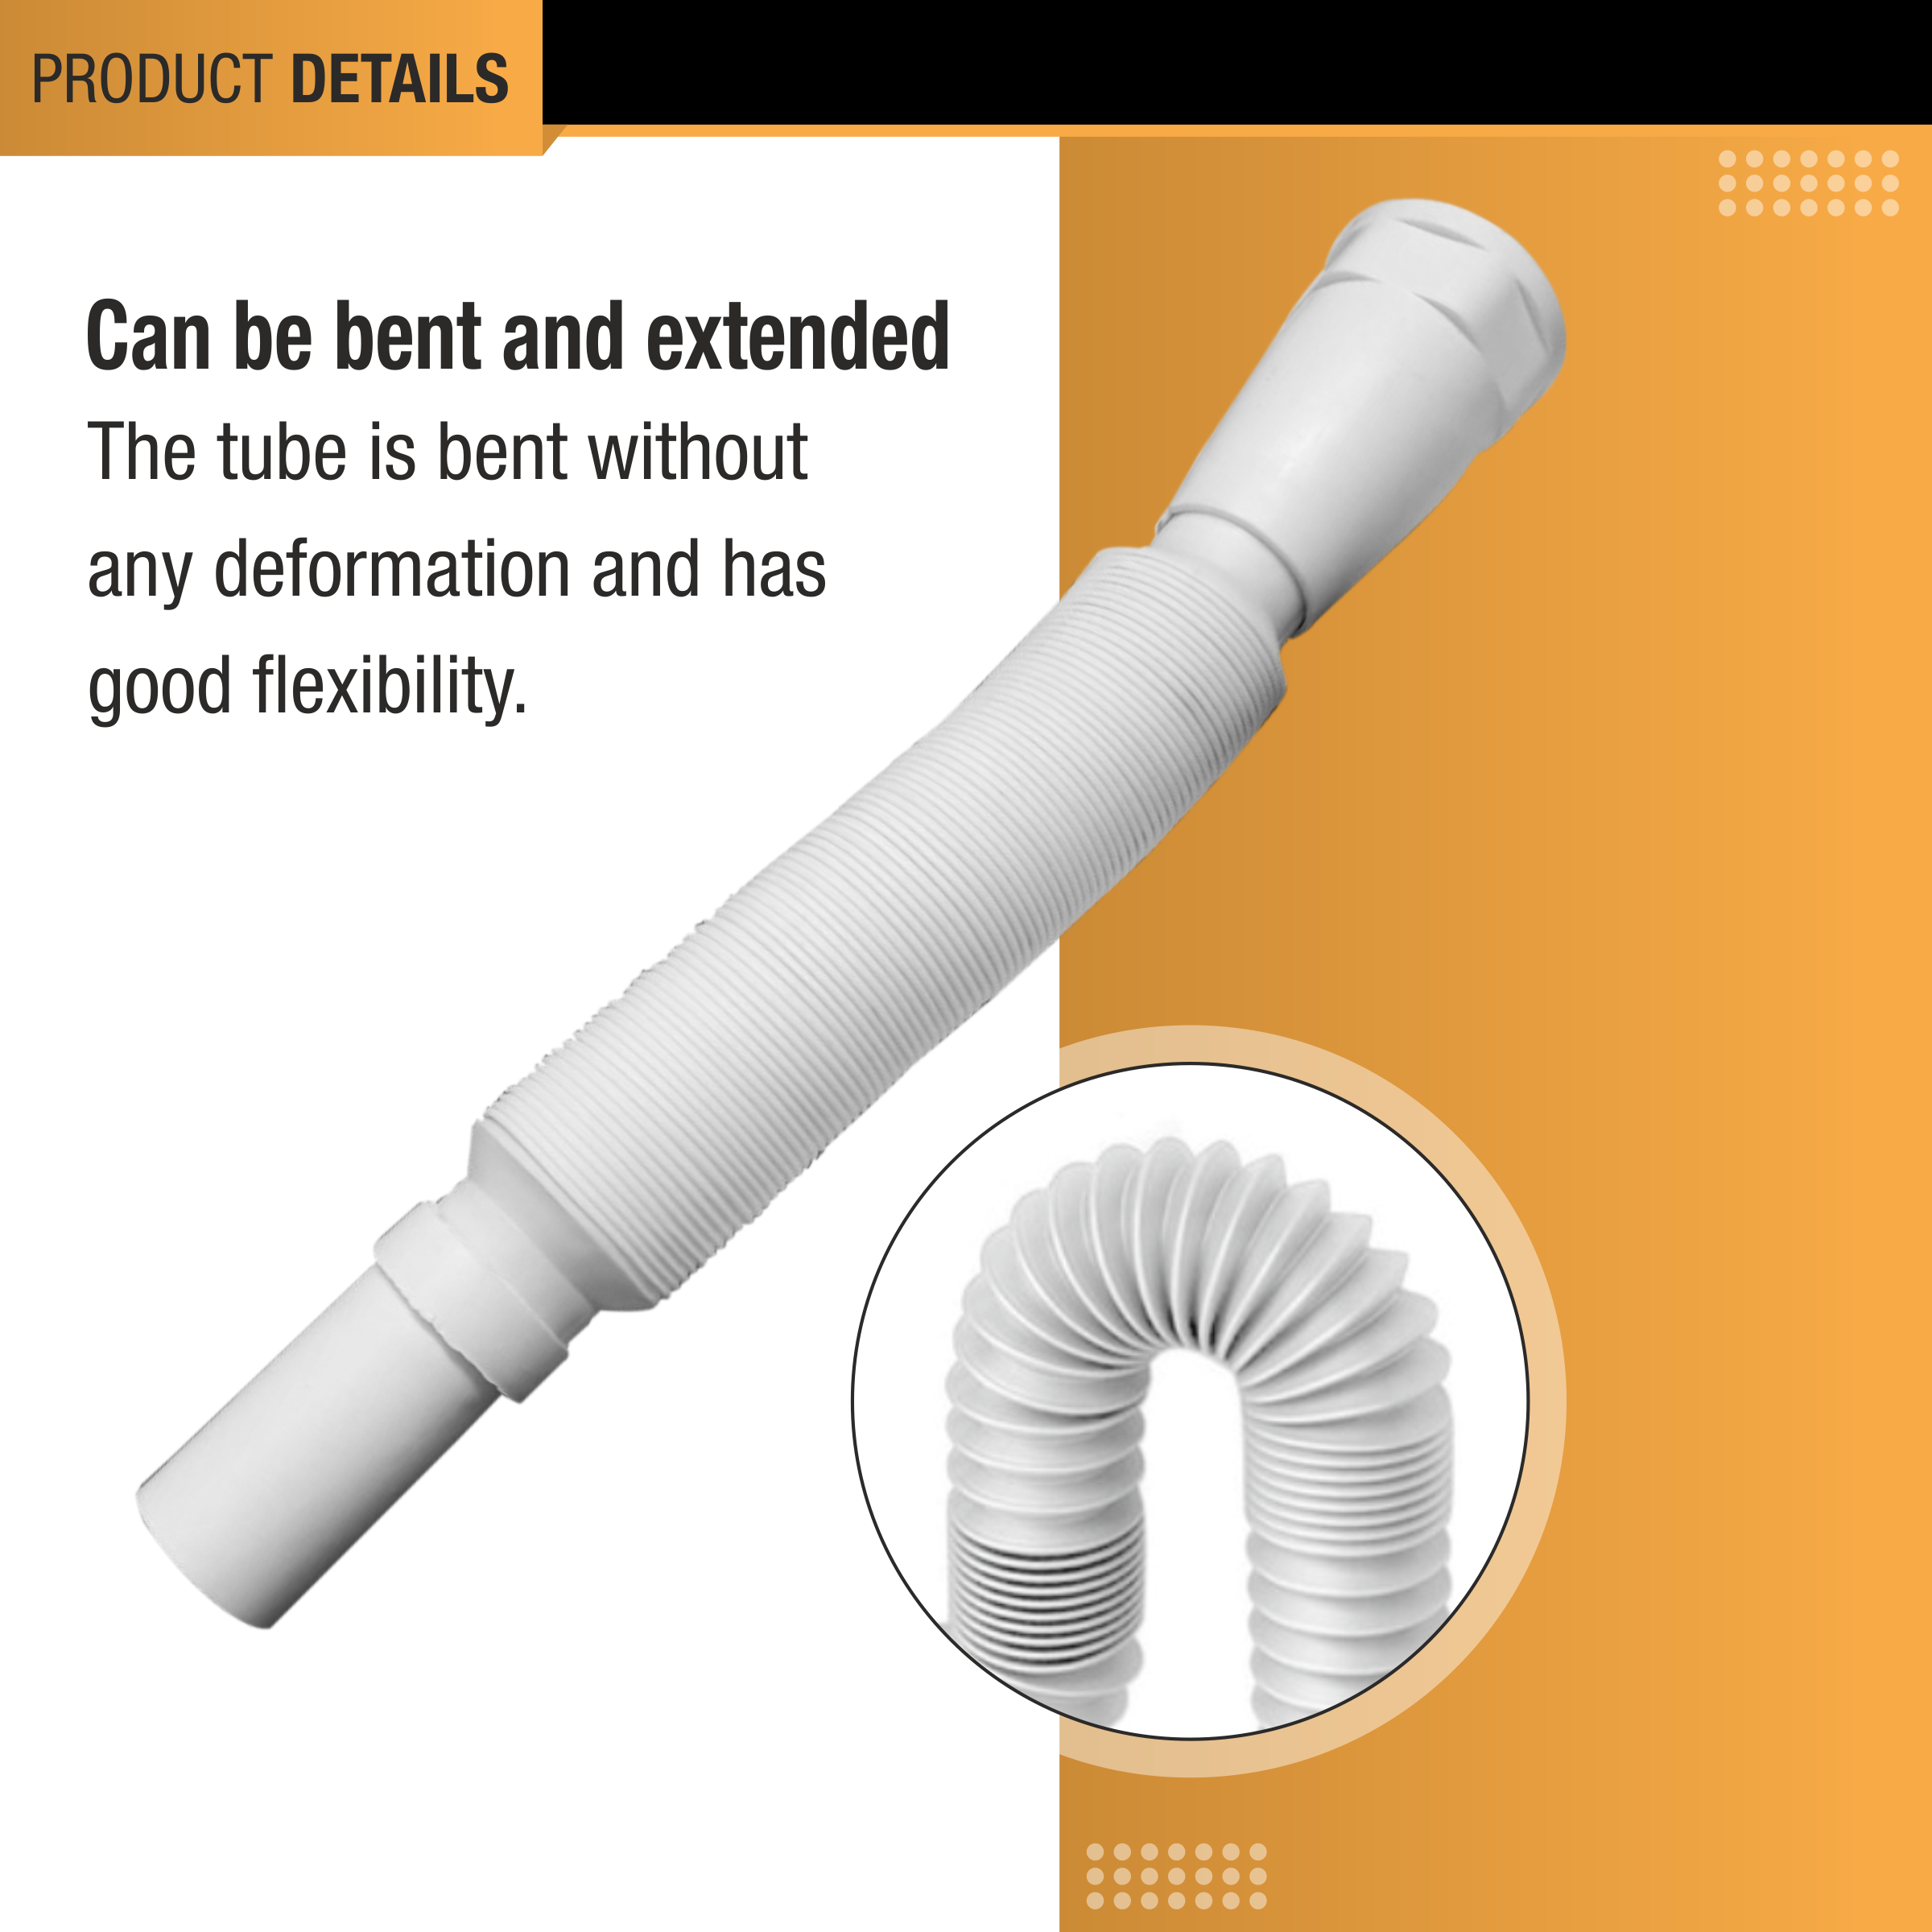 PRODUCT DETAILS
Can be bent and extended
The tube is bent without
any deformation and has
good flexibility.